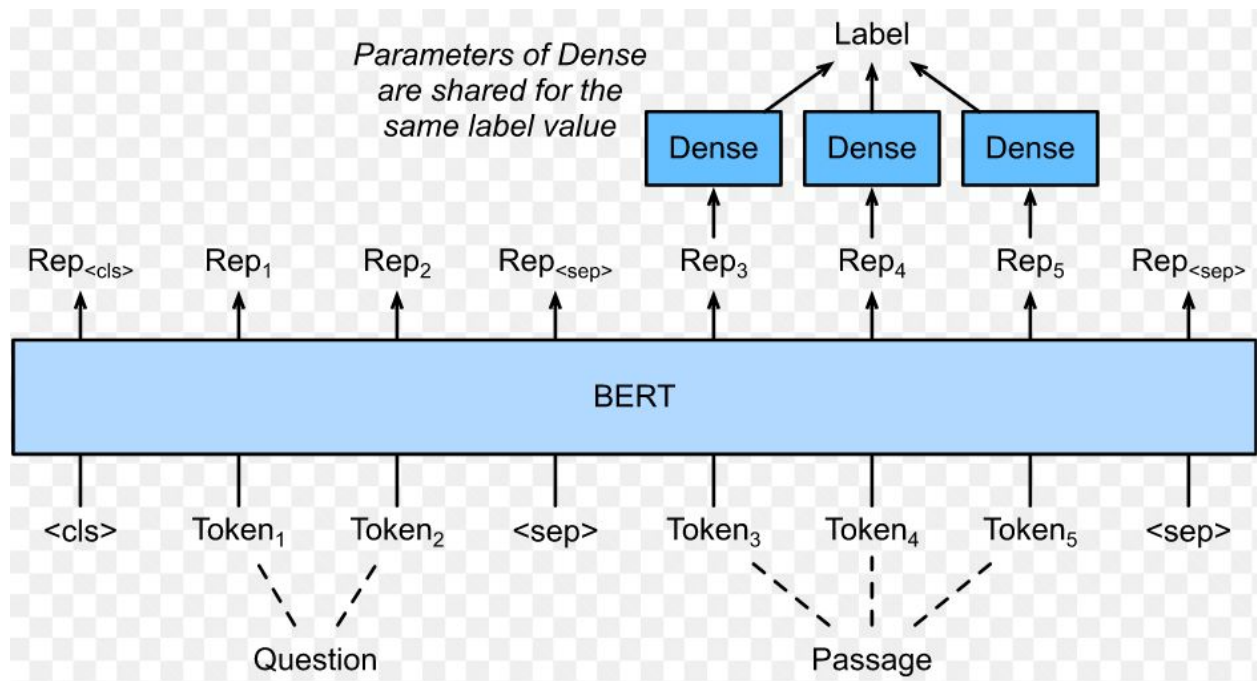 Label
Parameters of Dense
are shared for the
same label value
Dense Dense Dense
Rep<cls> Rep1 Rep2 Rep<sep> Rep3 Rep4 Rep5 Rep<sep>
BERT
<cls> Token1 Token2 <sep> Token3 Token4 Token5 <sep>
Question Passage